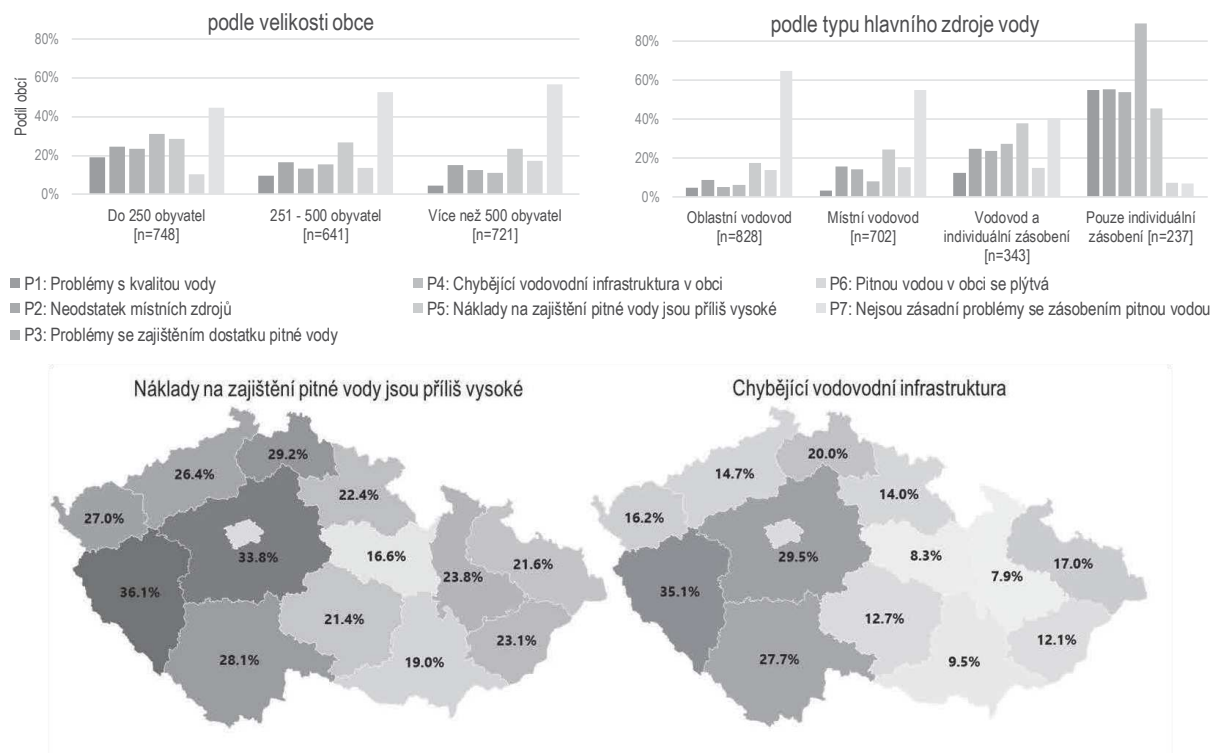 podle velikosti obce
80%
60%
40%
20%
0%
Podíl obcí
Do 250 obyvatel
[n=748]
251 - 500 obyvatel
[n=641]
Více než 500 obyvatel
[n=721]
podle typu hlavního zdroje vody
80%
60%
40%
20%
0%
Oblastní vodovod
[n=828]
Místní vodovod
[n=702]
Vodovod a
individuální zásobení
[n=343]
Pouze individuální
zásobení [n=237]
P1: Problémy s kvalitou vody
P2: Neodstatek místních zdrojů
P3: Problémy se zajištěním dostatku pitné vody
P4: Chybějící vodovodní infrastruktura v obci
P5: Náklady na zajištění pitné vody jsou příliš vysoké
P6: Pitnou vodou v obci se plýtvá
P7: Nejsou zásadní problémy se zásobením pitnou vodou
Náklady na zajištění pitné vody jsou příliš vysoké
29.2%
26.4%
22.4%
27.0%
33.8%
16.6%
21.6%
23.8%
36.1%
21.4%
23.1%
28.1%
19.0%
Chybějící vodovodní infrastruktura
20.0%
14.7%
14.0%
16.2%
29.5%
8.3%
17.0%
7.9%
35.1%
12.7%
12.1%
27.7%
9.5%